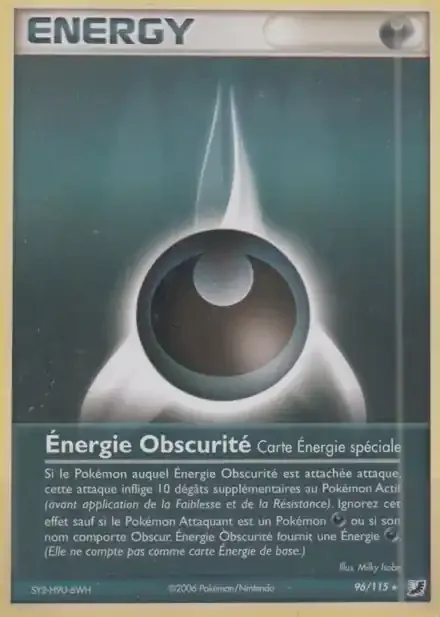 ENERGY
Énergie Obscurité Carte Énergie spéciale
Si le Pokémon auquel Énergie Obscurité est attachée attaque,
cette attaque inflige 10 dégâts supplémentaires au Pokémon Actif
(avant application de la Faiblesse et de la Résistance). Ignorez cet
effet sauf si le Pokémon Attaquant est un Pokémon ou si son
nom comporte Obscur. Énergie Obscurité fournit une Énergie .
(Elle ne compte pas comme carte Énergie de base.)
Illus. Milky Isobe
©2006 Pokémon/Nintendo
96/115